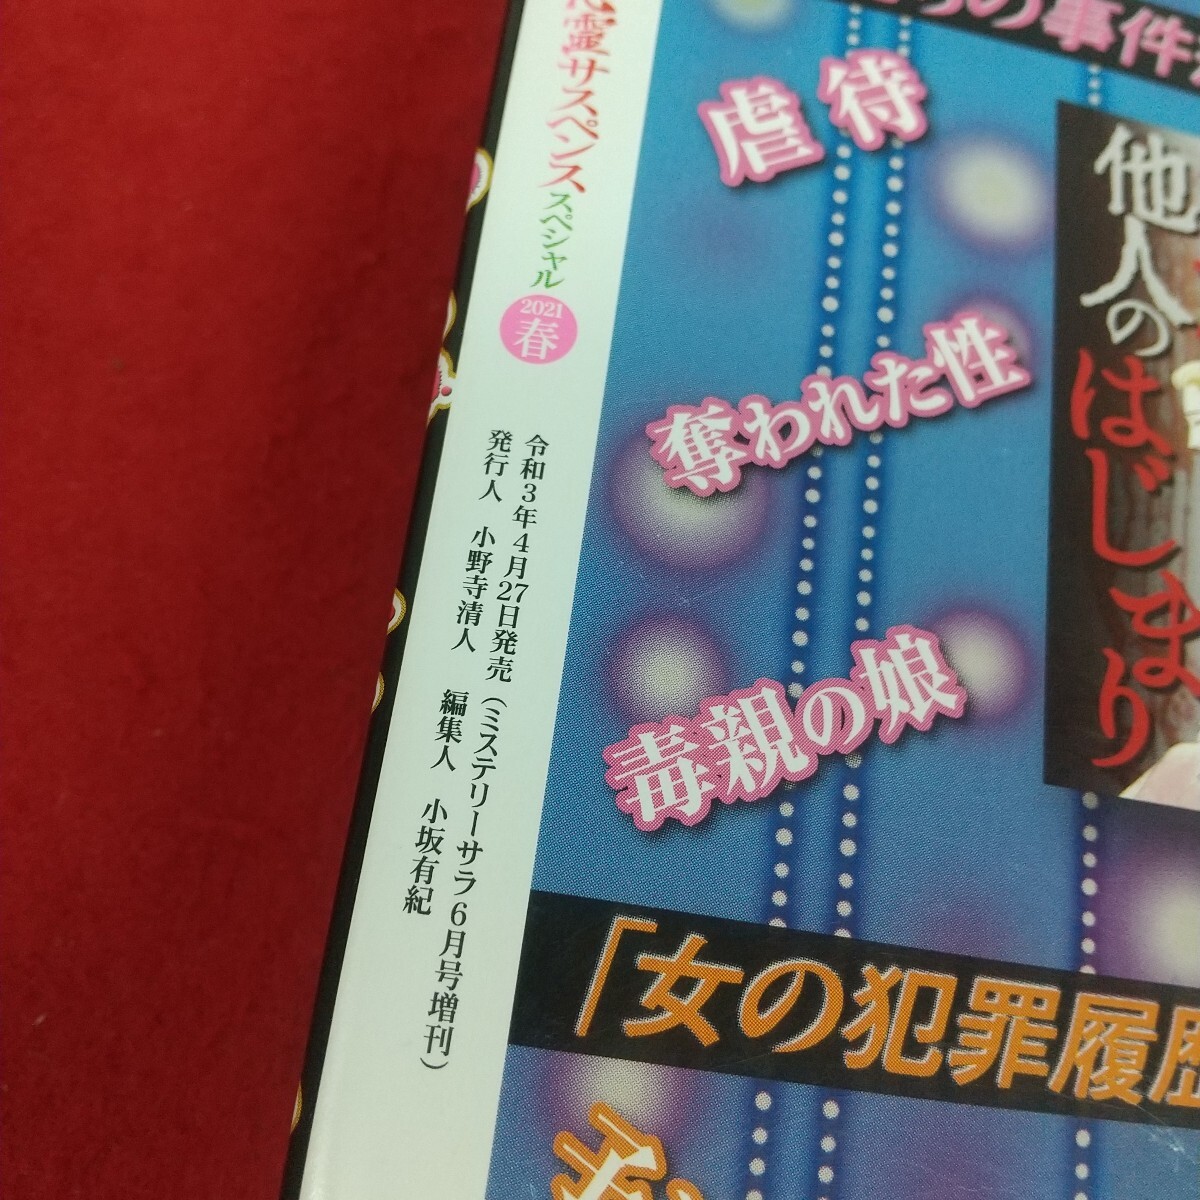 霊サスペンススペシャル
2021
春
令和3年4月27日発売(ミステリーサラ6月号増刊)
発行人 小野寺清人 編集人 小坂有紀
の事件
虐待
奪われた性
毒親の娘
他人の
はじまり
「女の犯罪履歴